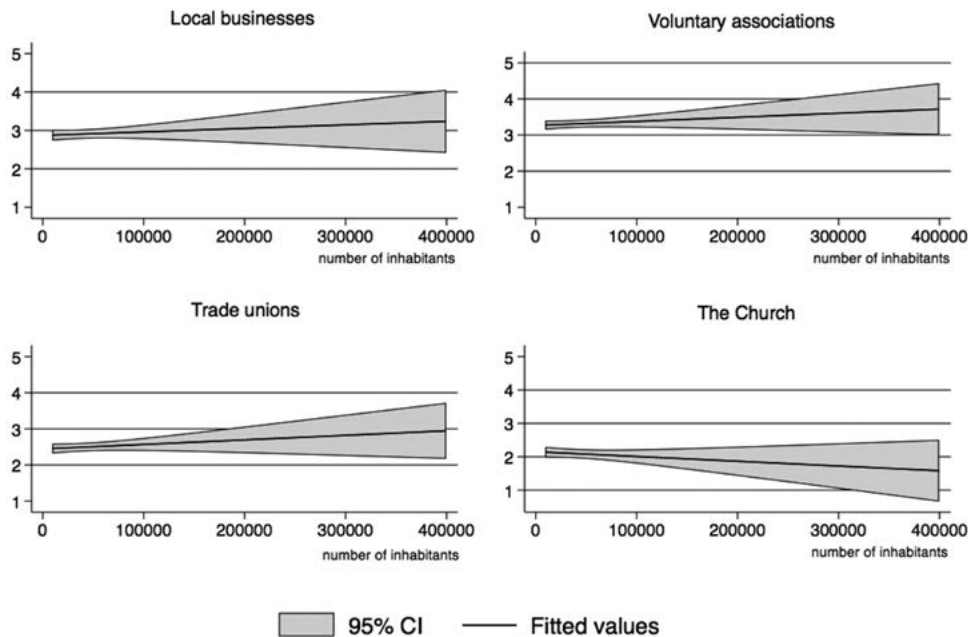 Local businesses
5
4
3
2
1
0 100000 200000 300000 400000
number of inhabitants
Voluntary associations
5
4
3
2
1
0 100000 200000 300000 400000
number of inhabitants
Trade unions
5
4
3
2
1
0 100000 200000 300000 400000
number of inhabitants
The Church
5
4
3
2
1
0 100000 200000 300000 400000
number of inhabitants
95% CI Fitted values